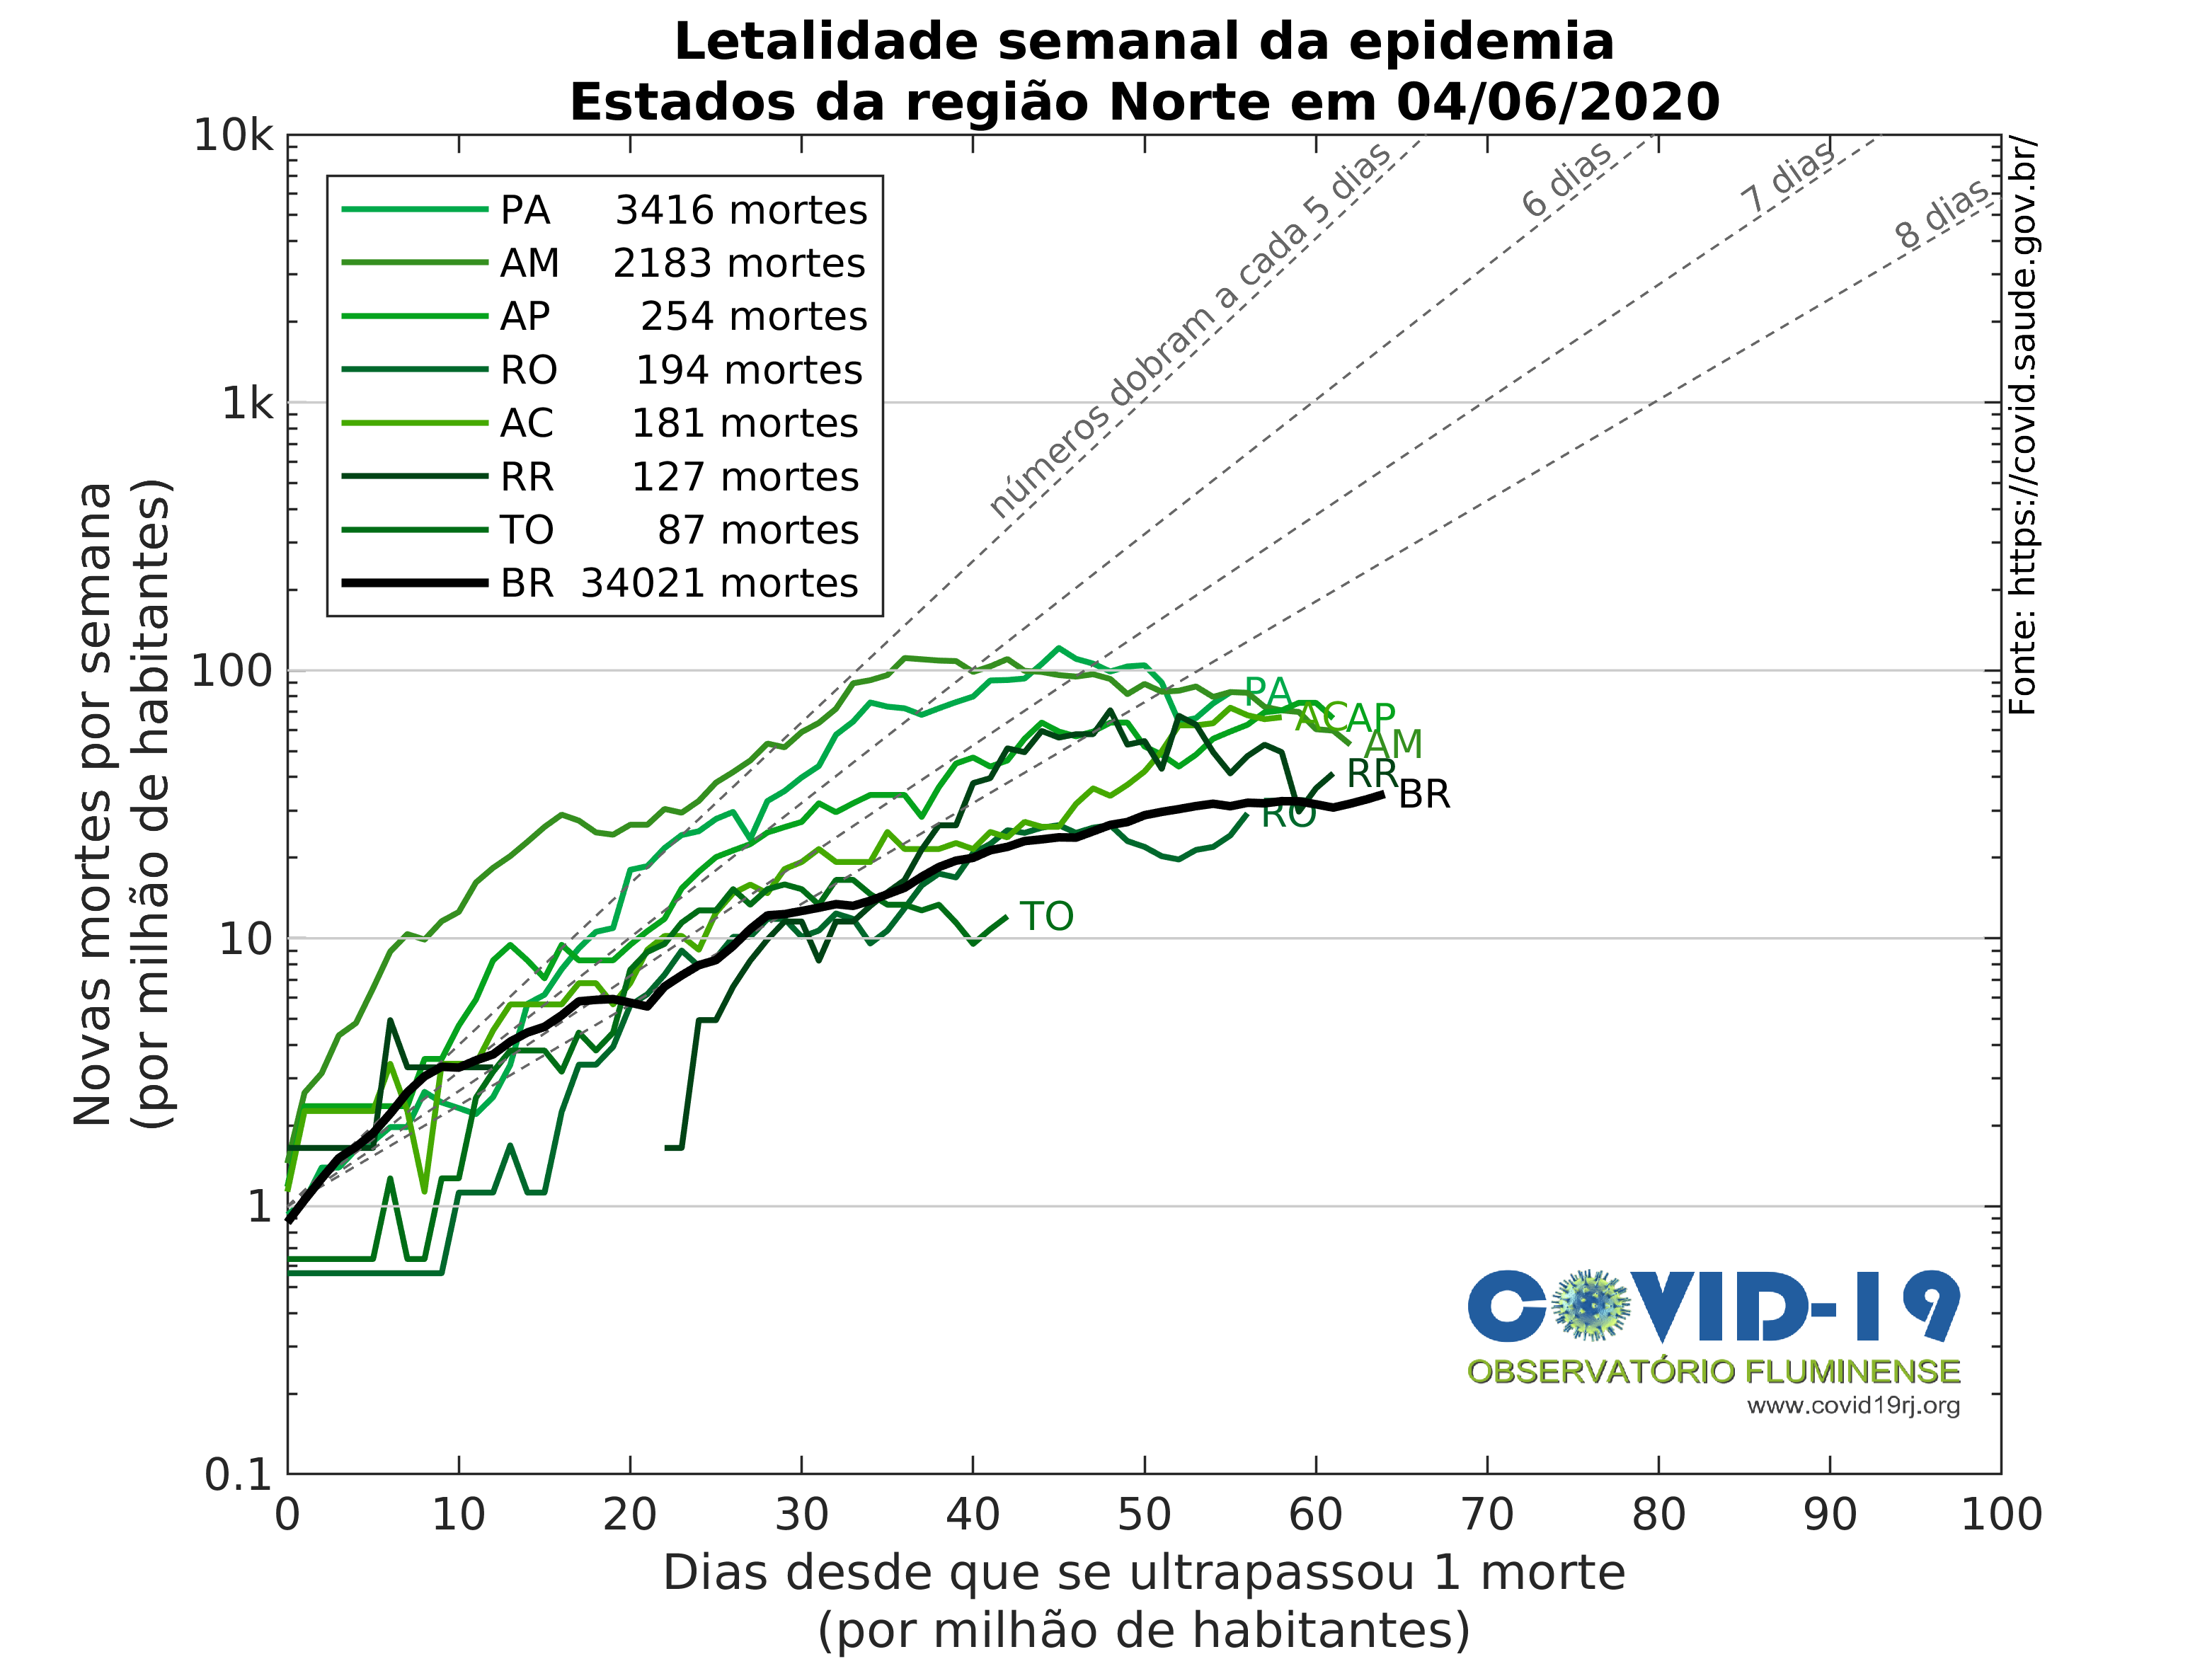 Letalidade semanal da epidemia
Estados da região Norte em 04/06/2020
10k
1k
100
10
1
0.1
Novas mortes por semana
(por milhão de habitantes)
PA 3416 mortes
AM 2183 mortes
AP 254 mortes
RO 194 mortes
AC 181 mortes
RR 127 mortes
TO 87 mortes
BR 34021 mortes
números dobram a cada 5 dias
6 dias
7 dias
8 dias
Fonte: https://covid.saude.gov.br/
PA
AC
AP
AM
RR
BR
RO
TO
COVID-19
OBSERVATÓRIO FLUMINENSE
www.covid19rj.org
0 10 20 30 40 50 60 70 80 90 100
Dias desde que se ultrapassou 1 morte
(por milhão de habitantes)